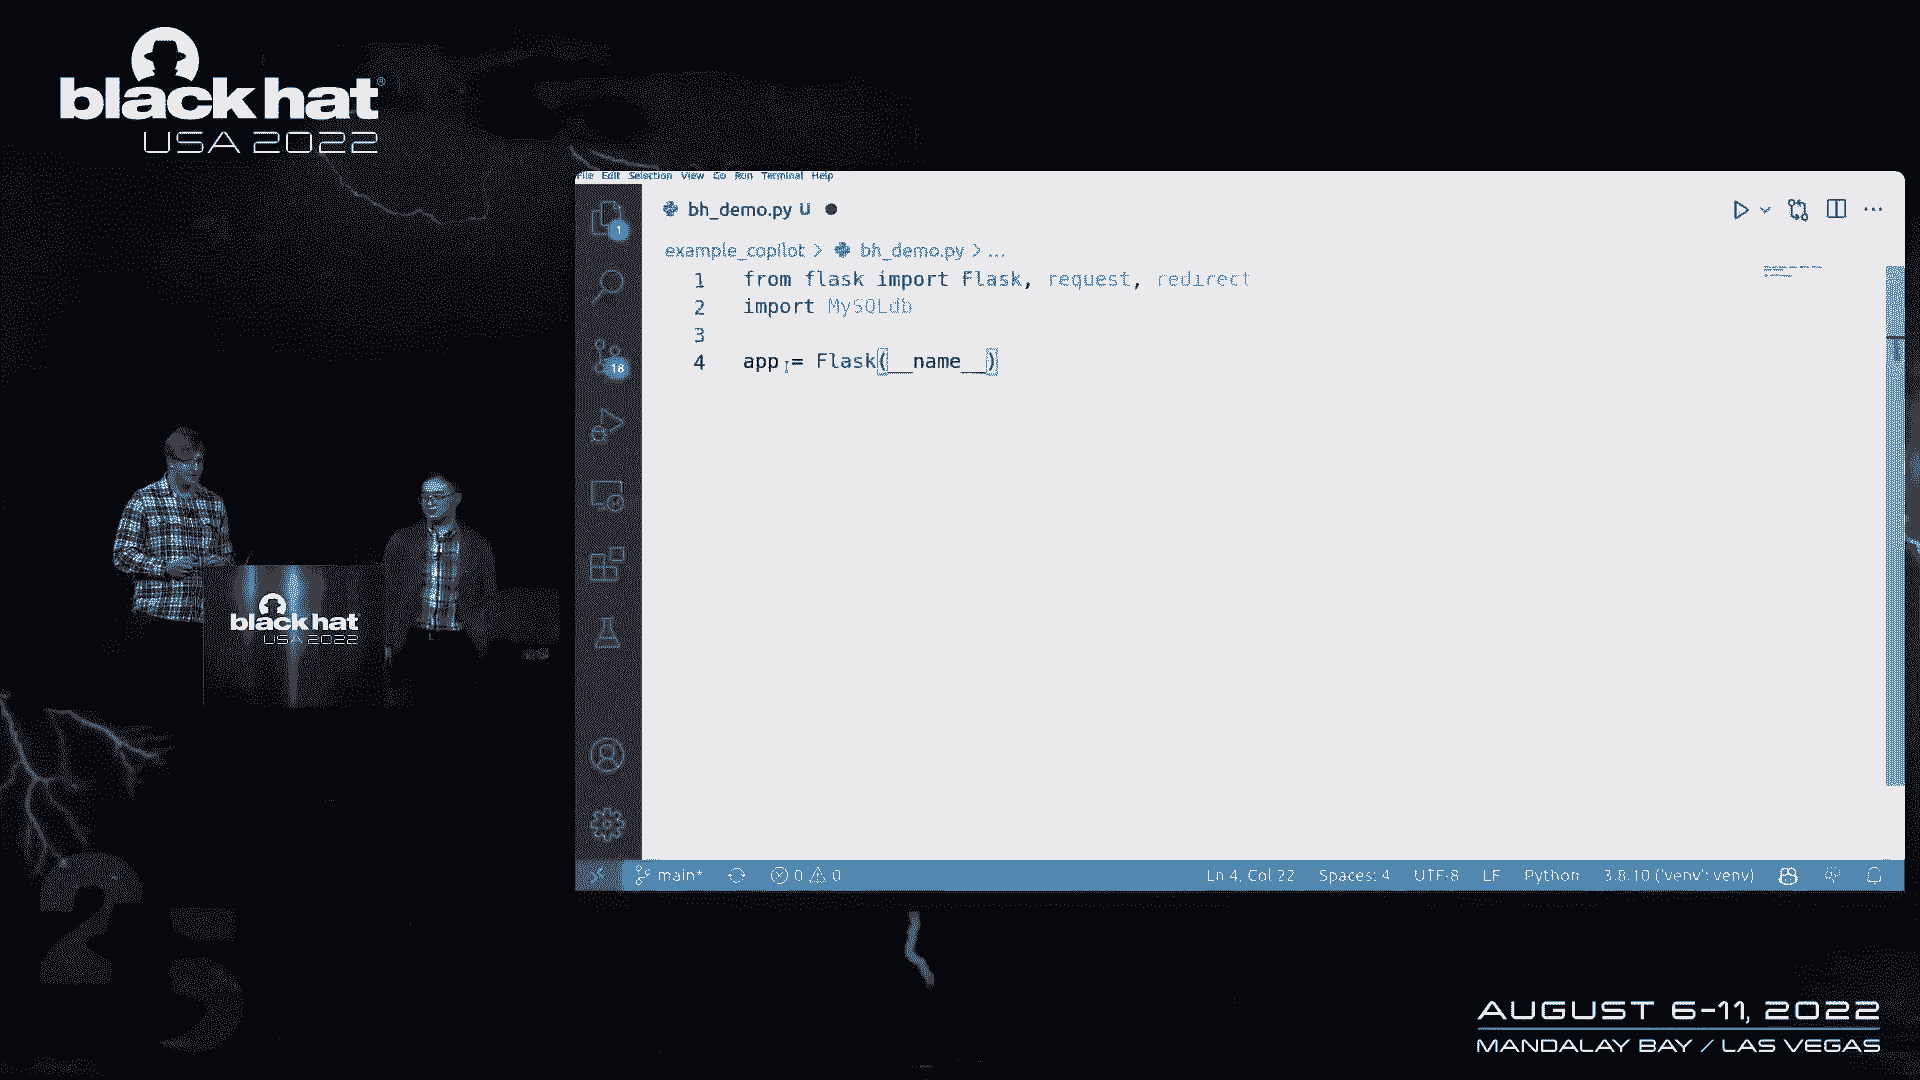 black hat®
USA 2022
File Edit Selection View Go Run Terminal Help
bh_demo.py U
1
example_copilot > bh_demo.py > ...
1 from flask import Flask, request, redirect
2 import MySQLdb
3
4 app = Flask(__name__)
18
black hat
USA 2022
main* 0 0 Ln 4, Col 22 Spaces: 4 UTF-8 LF Python 3.8.10 ('venv': venv)
25
AUGUST 6-11, 2022
MANDALAY BAY / LAS VEGAS